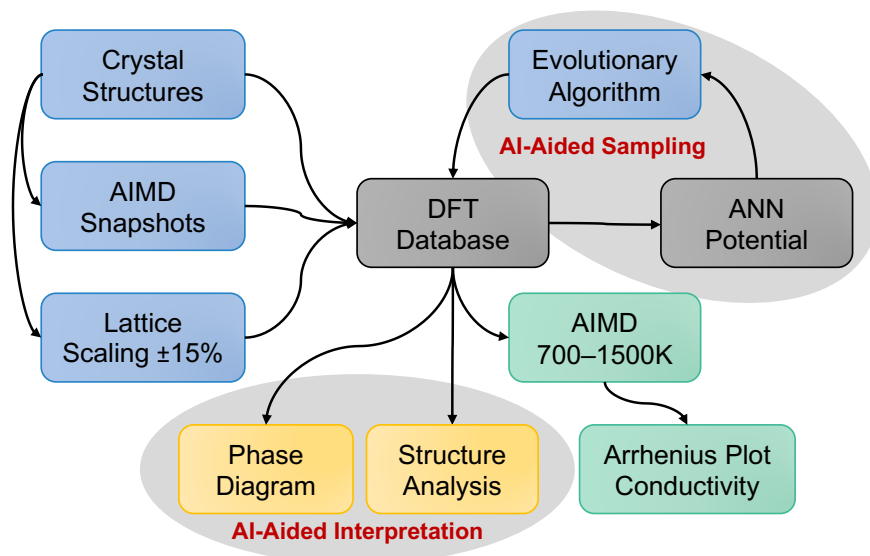 Crystal
Structures
Evolutionary
Algorithm
AI-Aided Sampling
AIMD
Snapshots
DFT
Database
ANN
Potential
Lattice
Scaling ±15%
AIMD
700–1500K
Phase
Diagram
Structure
Analysis
Arrhenius Plot
Conductivity
AI-Aided Interpretation